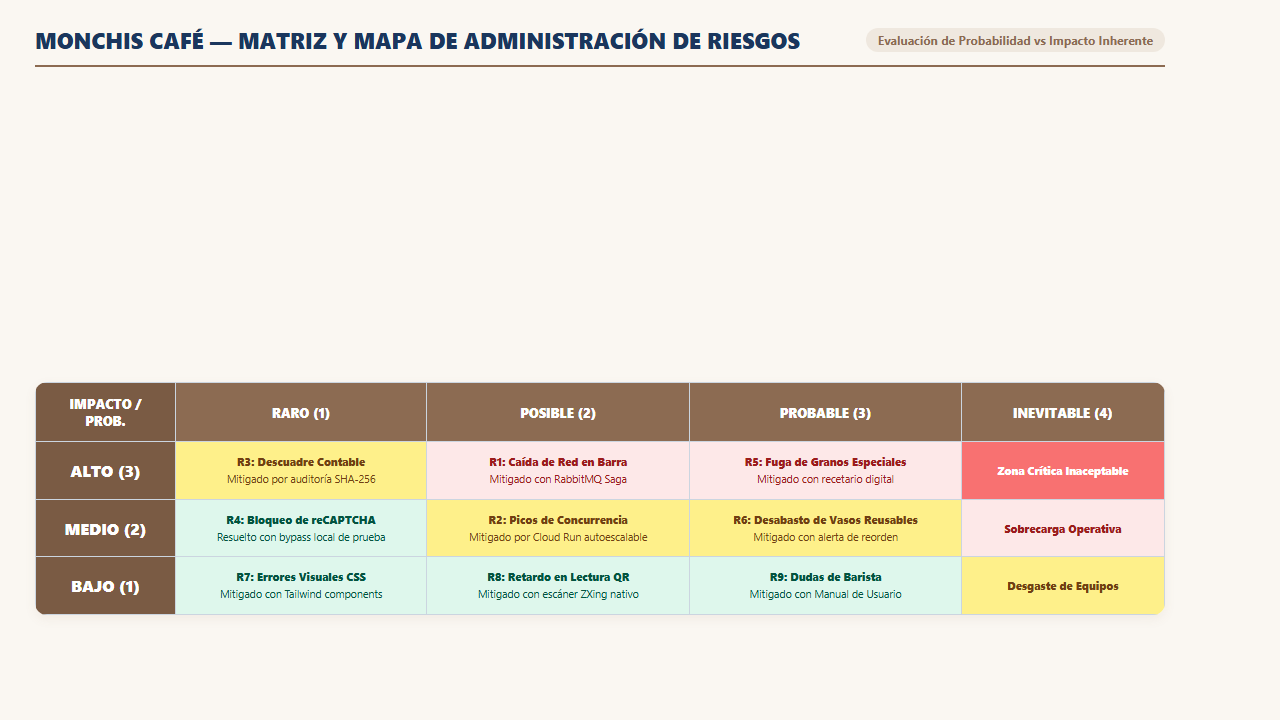 MONCHIS CAFÉ — MATRIZ Y MAPA DE ADMINISTRACIÓN DE RIESGOS
Evaluación de Probabilidad vs Impacto Inherente
IMPACTO /
PROB.
RARO (1)
POSIBLE (2)
PROBABLE (3)
INEVITABLE (4)
ALTO (3)
R3: Descuadre Contable
Mitigado por auditoría SHA-256
R1: Caída de Red en Barra
Mitigado con RabbitMQ Saga
R5: Fuga de Granos Especiales
Mitigado con recetario digital
Zona Crítica Inaceptable
MEDIO (2)
R4: Bloqueo de reCAPTCHA
Resuelto con bypass local de prueba
R2: Picos de Concurrencia
Mitigado por Cloud Run autoescalable
R6: Desabasto de Vasos Reusables
Mitigado con alerta de reorden
Sobrecarga Operativa
BAJO (1)
R7: Errores Visuales CSS
Mitigado con Tailwind components
R8: Retardo en Lectura QR
Mitigado con escáner ZXing nativo
R9: Dudas de Barista
Mitigado con Manual de Usuario
Desgaste de Equipos